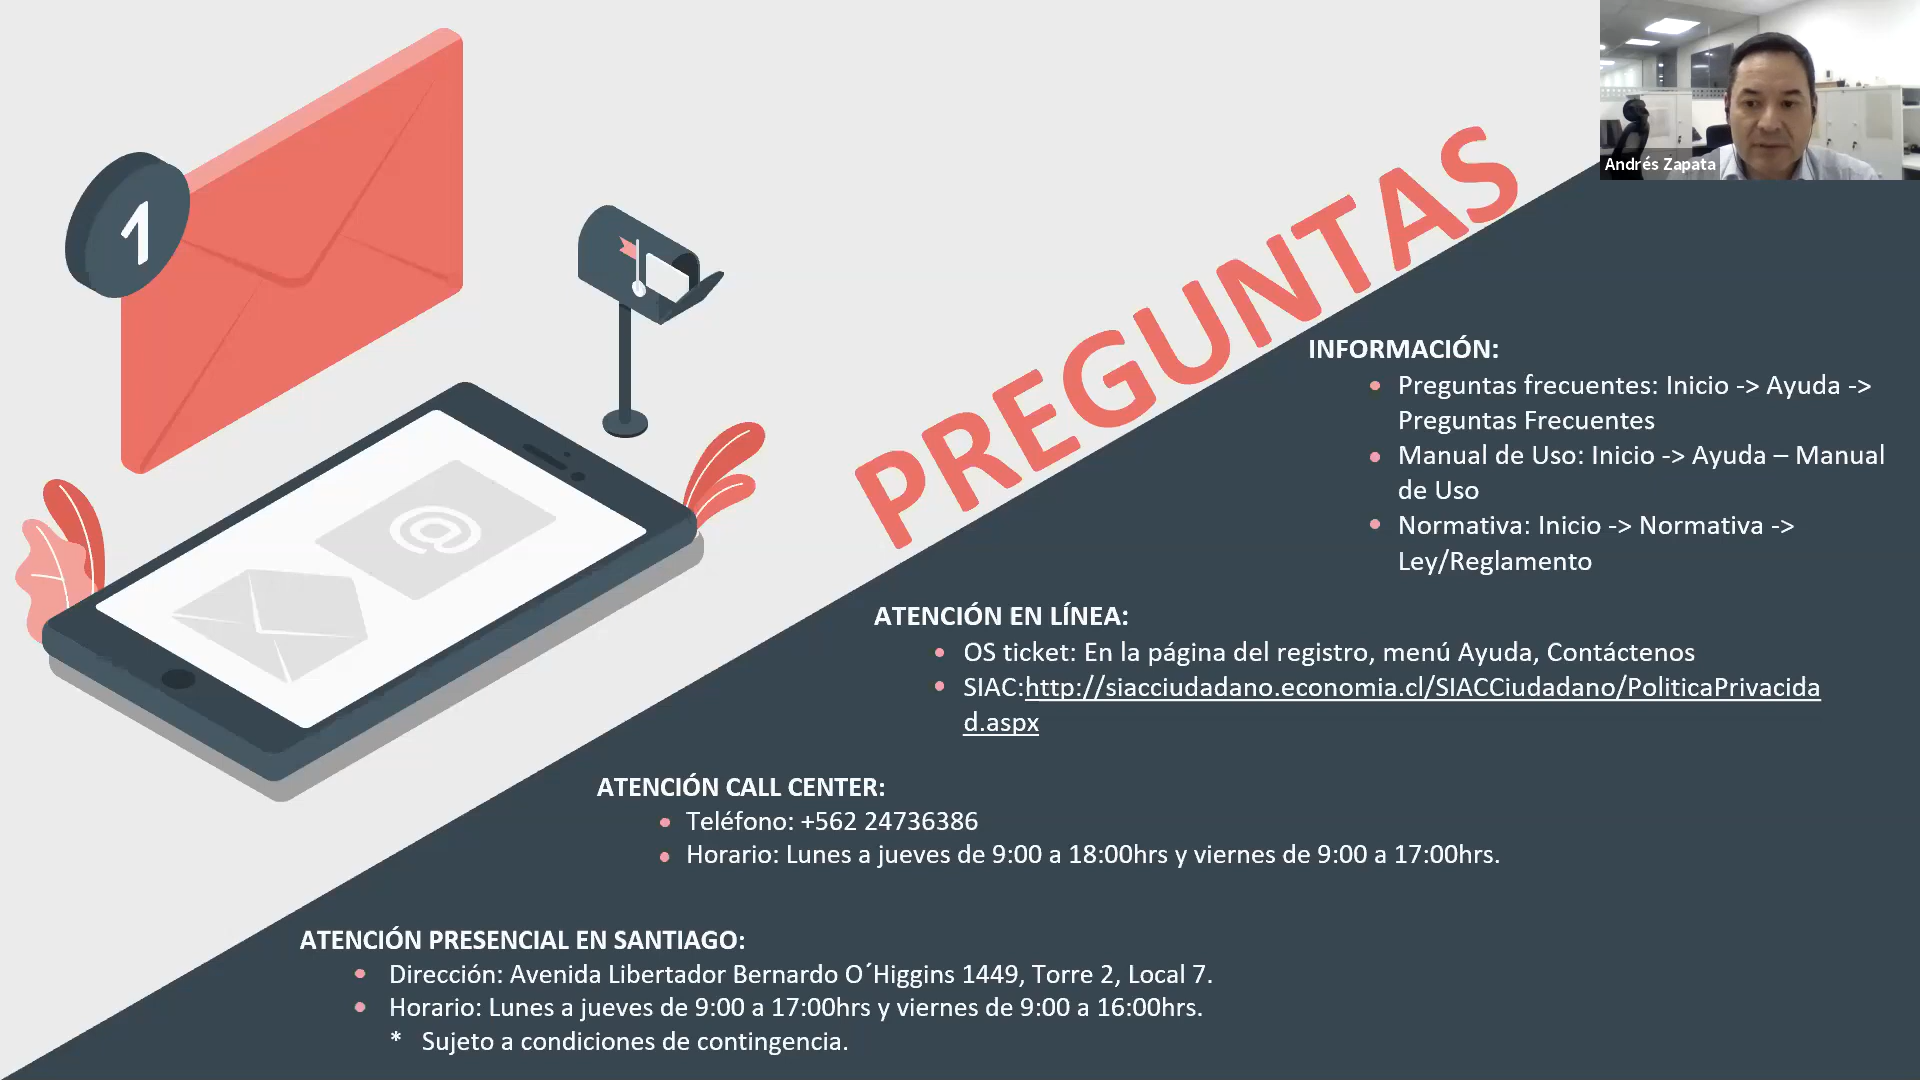 Andrés Zapata
1
PREGUNTAS
@
INFORMACIÓN:
• Preguntas frecuentes: Inicio -> Ayuda ->
Preguntas Frecuentes
• Manual de Uso: Inicio -> Ayuda – Manual
de Uso
• Normativa: Inicio -> Normativa ->
Ley/Reglamento
ATENCIÓN EN LÍNEA:
• OS ticket: En la página del registro, menú Ayuda, Contáctenos
• SIAC:http://siacciudadano.economia.cl/SIACCiudadano/PoliticaPrivacida
d.aspx
ATENCIÓN CALL CENTER:
• Teléfono: +562 24736386
• Horario: Lunes a jueves de 9:00 a 18:00hrs y viernes de 9:00 a 17:00hrs.
ATENCIÓN PRESENCIAL EN SANTIAGO:
• Dirección: Avenida Libertador Bernardo O´Higgins 1449, Torre 2, Local 7.
• Horario: Lunes a jueves de 9:00 a 17:00hrs y viernes de 9:00 a 16:00hrs.
* Sujeto a condiciones de contingencia.